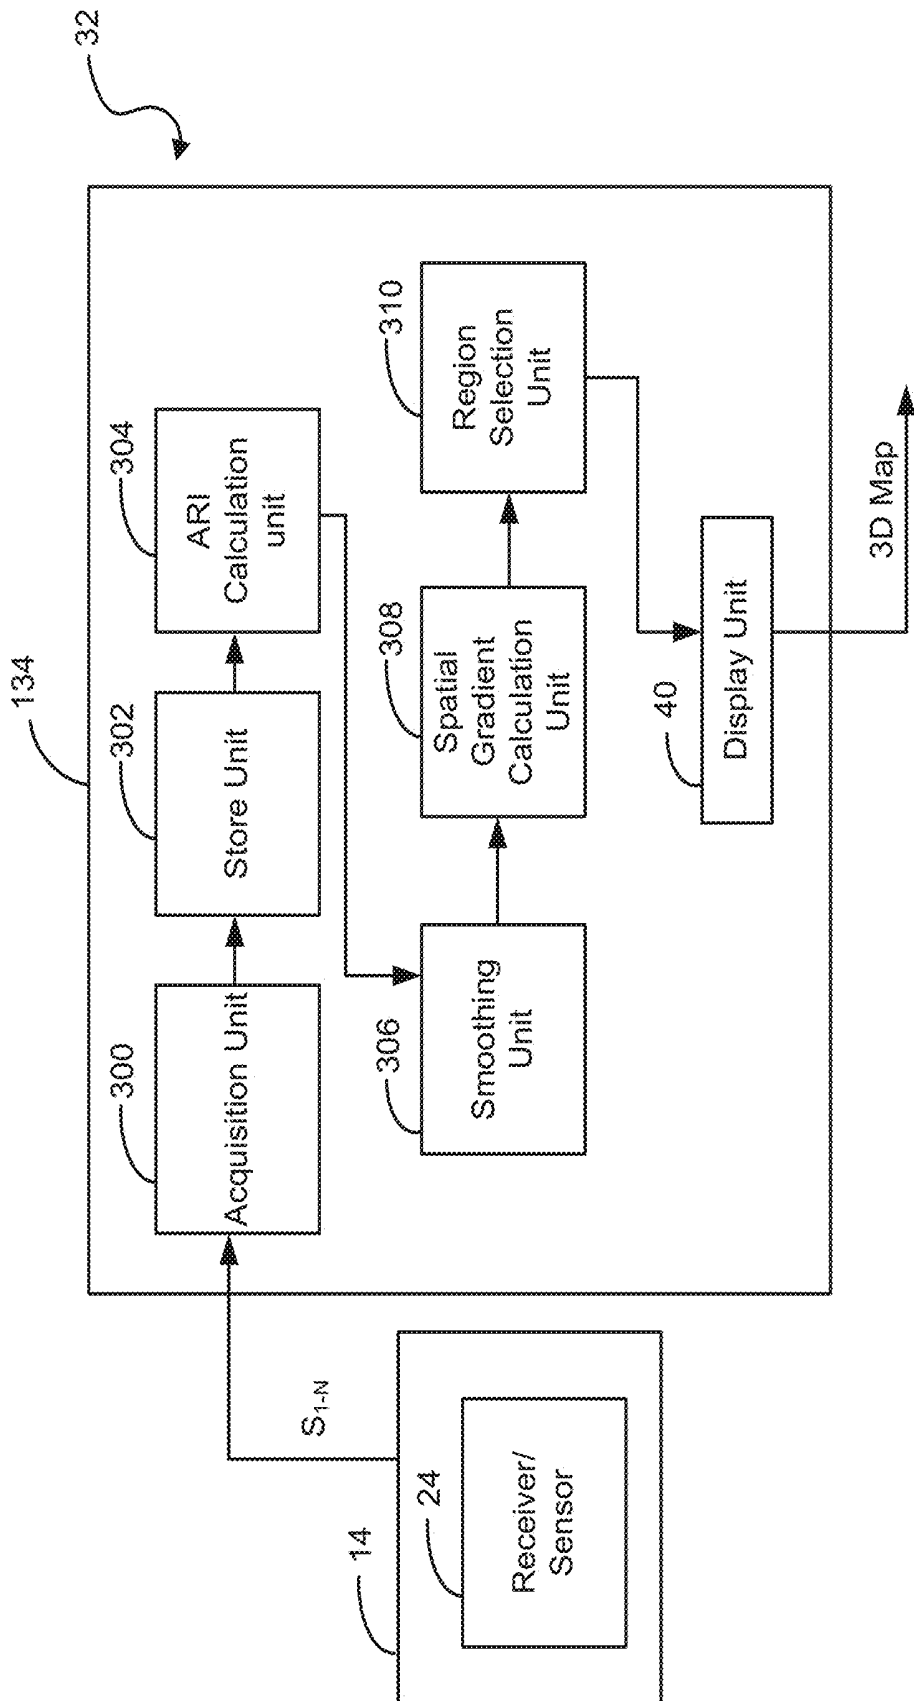 32
134
300
Acquisition Unit
302
Store Unit
304
ARI
Calculation
unit
306
Smoothing
Unit
308
Spatial
Gradient
Calculation
Unit
310
Region
Selection
Unit
40
Display Unit
3D Map
S1-N
14
24
Receiver/
Sensor